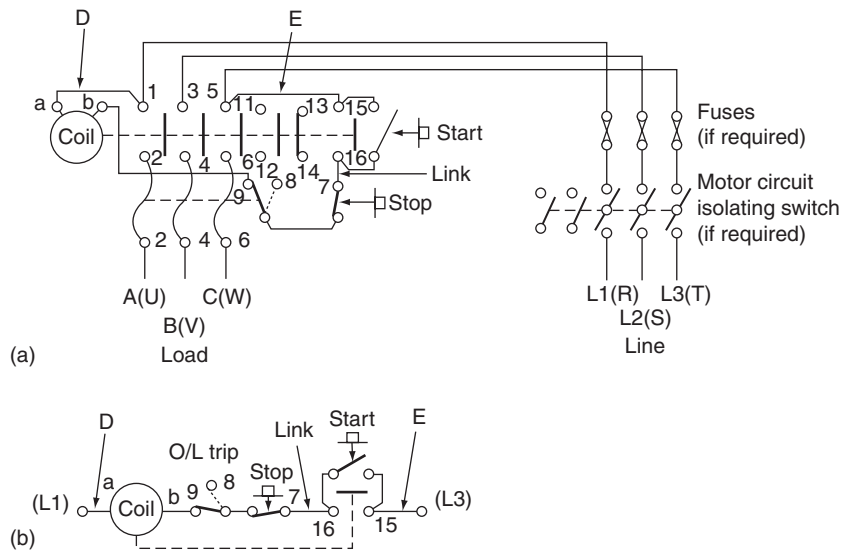 D
E
1
3
5
a
b
11
13
15
Coil
Start
2
4
6
12
14
16
Link
9
8
7
Stop
2
4
6
A(U)
C(W)
B(V)
Load
Fuses
(if required)
Motor circuit
isolating switch
(if required)
L1(R)
L3(T)
L2(S)
Line
(a)
D
O/L trip
Link
Start
E
Stop
(L1)
a
Coil
b
9
8
7
16
15
(L3)
(b)